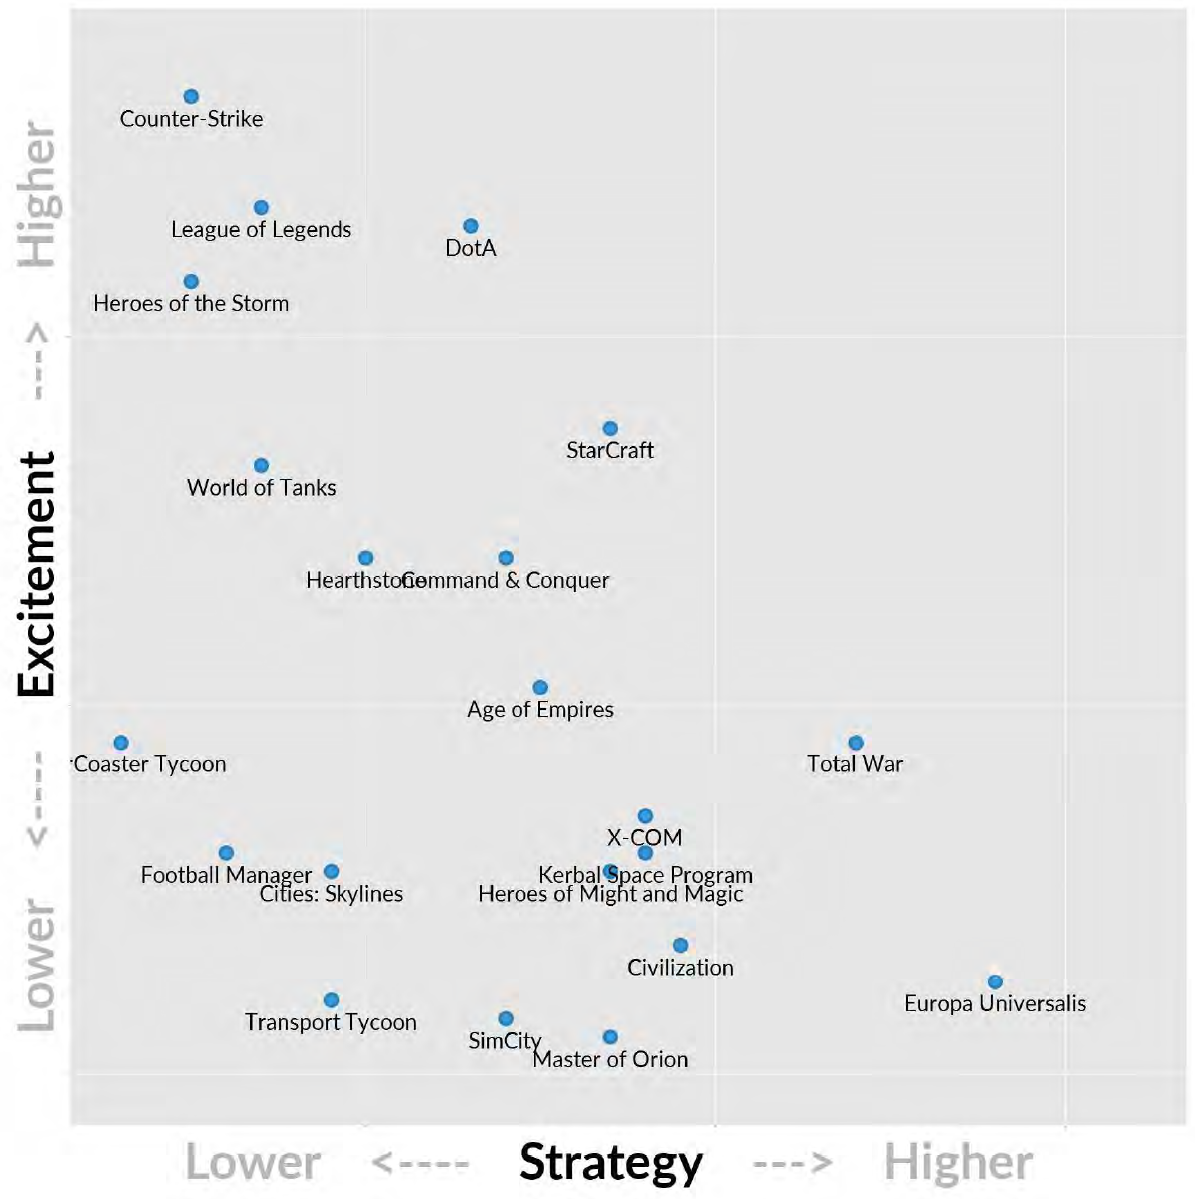 Counter-Strike
League of Legends
DotA
Heroes of the Storm
StarCraft
World of Tanks
Hearthstone
Command & Conquer
Age of Empires
Coaster Tycoon
Total War
X-COM
Football Manager
Kerbal Space Program
Cities: Skylines
Heroes of Might and Magic
Civilization
Europa Universalis
Transport Tycoon
SimCity
Master of Orion
Lower <---- Excitement ---> Higher
Lower <---- Strategy ---> Higher